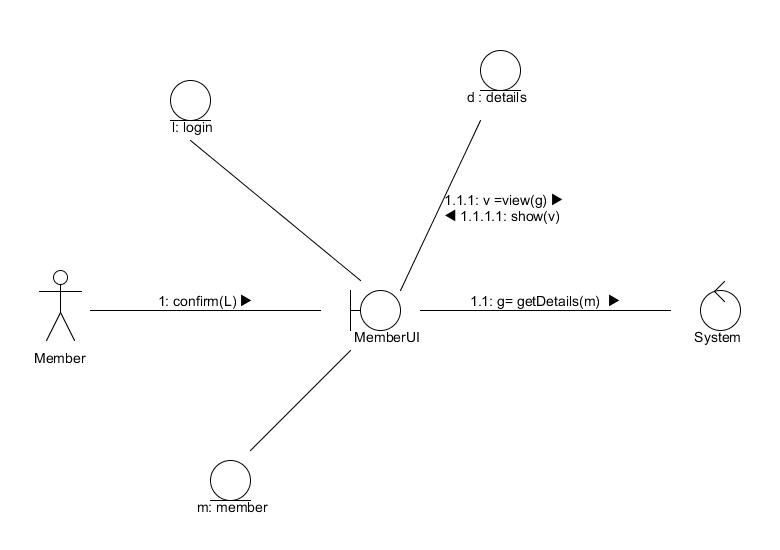 d : details
l: login
1.1.1: v =view(g)
1.1.1.1: show(v)
1: confirm(L)
1.1: g= getDetails(m)
MemberUI
System
Member
m: member